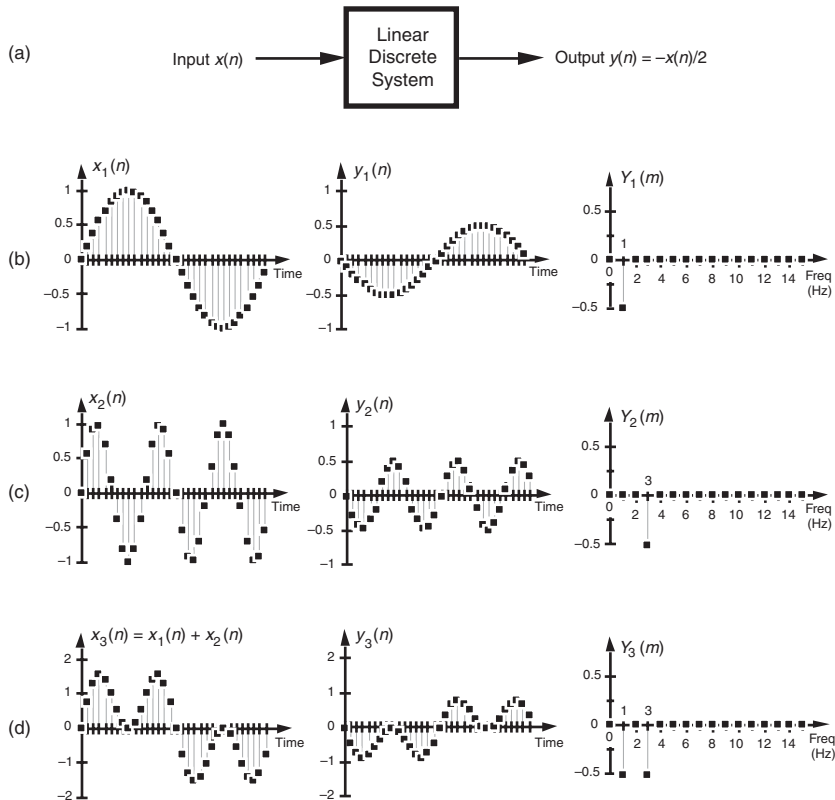 (a)
Input x(n)
Linear
Discrete
System
Output y(n) = –x(n)/2
(b)
x1(n)
1
0.5
0
–0.5
–1
Time
y1(n)
1
0.5
0
–0.5
–1
Time
Y1(m)
0.5
0
–0.5
1
0 2 4 6 8 10 12 14
Freq
(Hz)
(c)
x2(n)
1
0.5
0
–0.5
–1
Time
y2(n)
1
0.5
0
–0.5
–1
Time
Y2(m)
0.5
0
–0.5
3
0 2 4 6 8 10 12 14
Freq
(Hz)
(d)
x3(n) = x1(n) + x2(n)
2
1
0
–1
–2
Time
y3(n)
2
1
0
–1
–2
Time
Y3(m)
0.5
0
–0.5
1 3
0 2 4 6 8 10 12 14
Freq
(Hz)